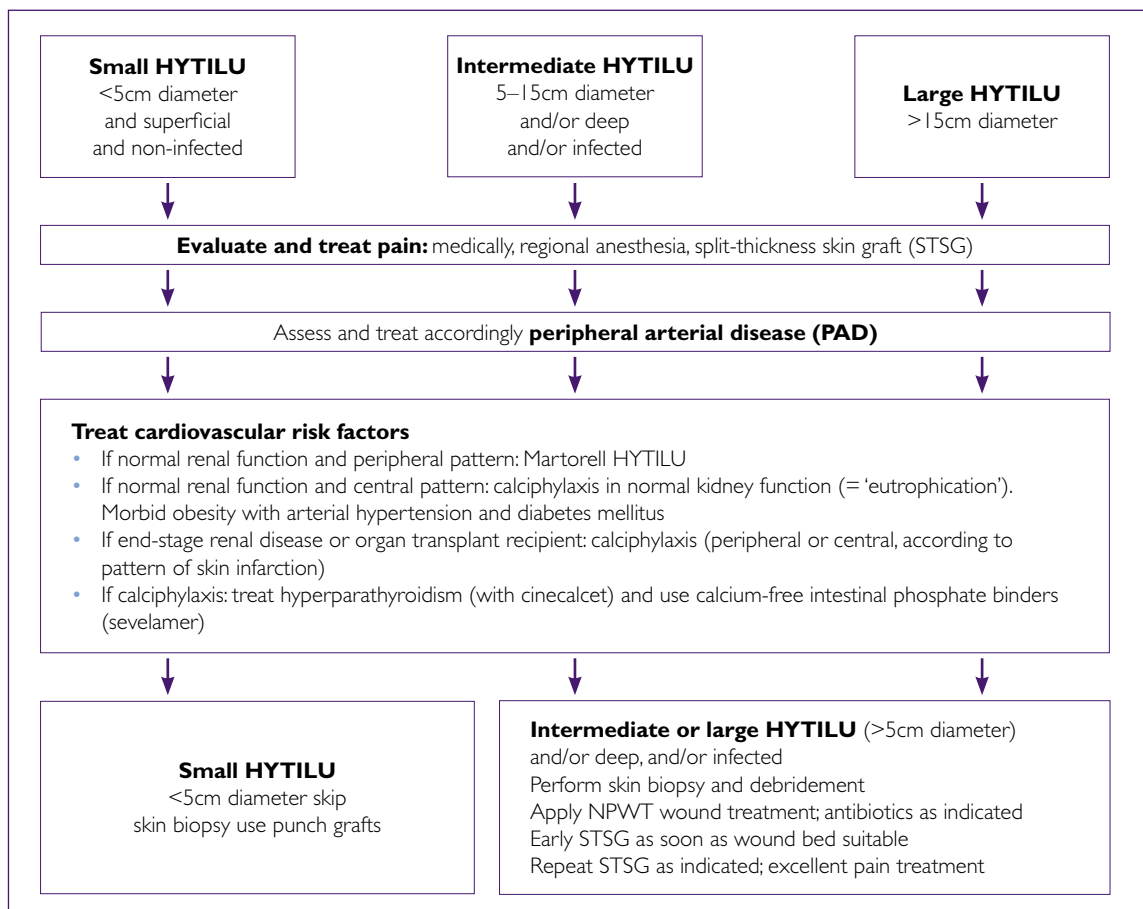 Small HYTILU
<5cm diameter
and superficial
and non-infected
Intermediate HYTILU
5–15cm diameter
and/or deep
and/or infected
Large HYTILU
>15cm diameter
Evaluate and treat pain: medically, regional anesthesia, split-thickness skin graft (STSG)
Assess and treat accordingly peripheral arterial disease (PAD)
Treat cardiovascular risk factors
• If normal renal function and peripheral pattern: Martorell HYTILU
• If normal renal function and central pattern: calciphylaxis in normal kidney function (= ‘eutrophication’).
Morbid obesity with arterial hypertension and diabetes mellitus
• If end-stage renal disease or organ transplant recipient: calciphylaxis (peripheral or central, according to
pattern of skin infarction)
• If calciphylaxis: treat hyperparathyroidism (with cinecalcet) and use calcium-free intestinal phosphate binders
(sevelamer)
Small HYTILU
<5cm diameter skip
skin biopsy use punch grafts
Intermediate or large HYTILU (>5cm diameter)
and/or deep, and/or infected
Perform skin biopsy and debridement
Apply NPWT wound treatment; antibiotics as indicated
Early STSG as soon as wound bed suitable
Repeat STSG as indicated; excellent pain treatment